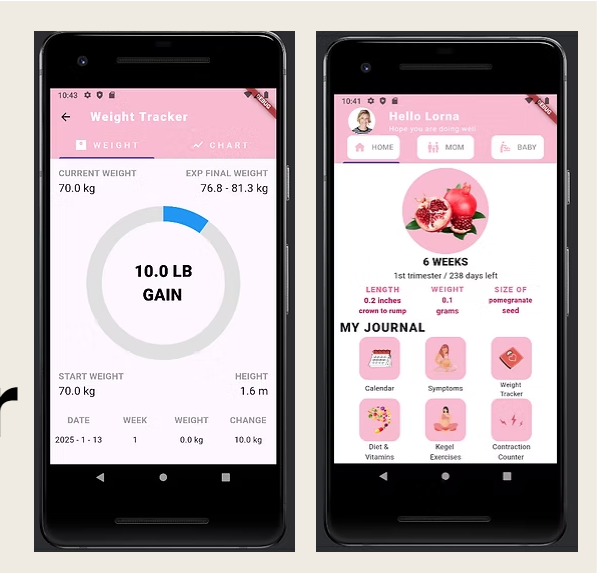 10:43
DEBUG
Weight Tracker
WEIGHT
CHART
CURRENT WEIGHT
EXP FINAL WEIGHT
70.0 kg
76.8 - 81.3 kg
10.0 LB
GAIN
START WEIGHT
HEIGHT
70.0 kg
1.6 m
DATE WEEK WEIGHT CHANGE
2025 - 1 - 13 1 0.0 kg 10.0 kg
r
10:41
DEBUG
Hello Lorna
Hope you are doing well
HOME
MOM
BABY
6 WEEKS
1st trimester / 238 days left
LENGTH
0.2 inches
crown to rump
WEIGHT
0.1
grams
SIZE OF
pomegranate
seed
MY JOURNAL
Calendar
Symptoms
Weight
Tracker
Diet &
Vitamins
Kegel
Exercises
Contraction
Counter